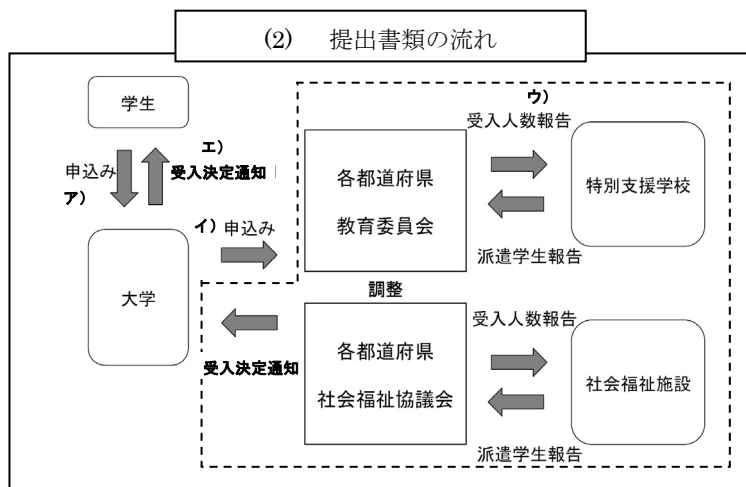 (2) 提出書類の流れ
学生
申込み
ア)
エ)
受入決定通知
大学
イ) 申込み
受入決定通知
ウ)
各都道府県
教育委員会
調整
各都道府県
社会福祉協議会
受入人数報告
特別支援学校
派遣学生報告
受入人数報告
社会福祉施設
派遣学生報告